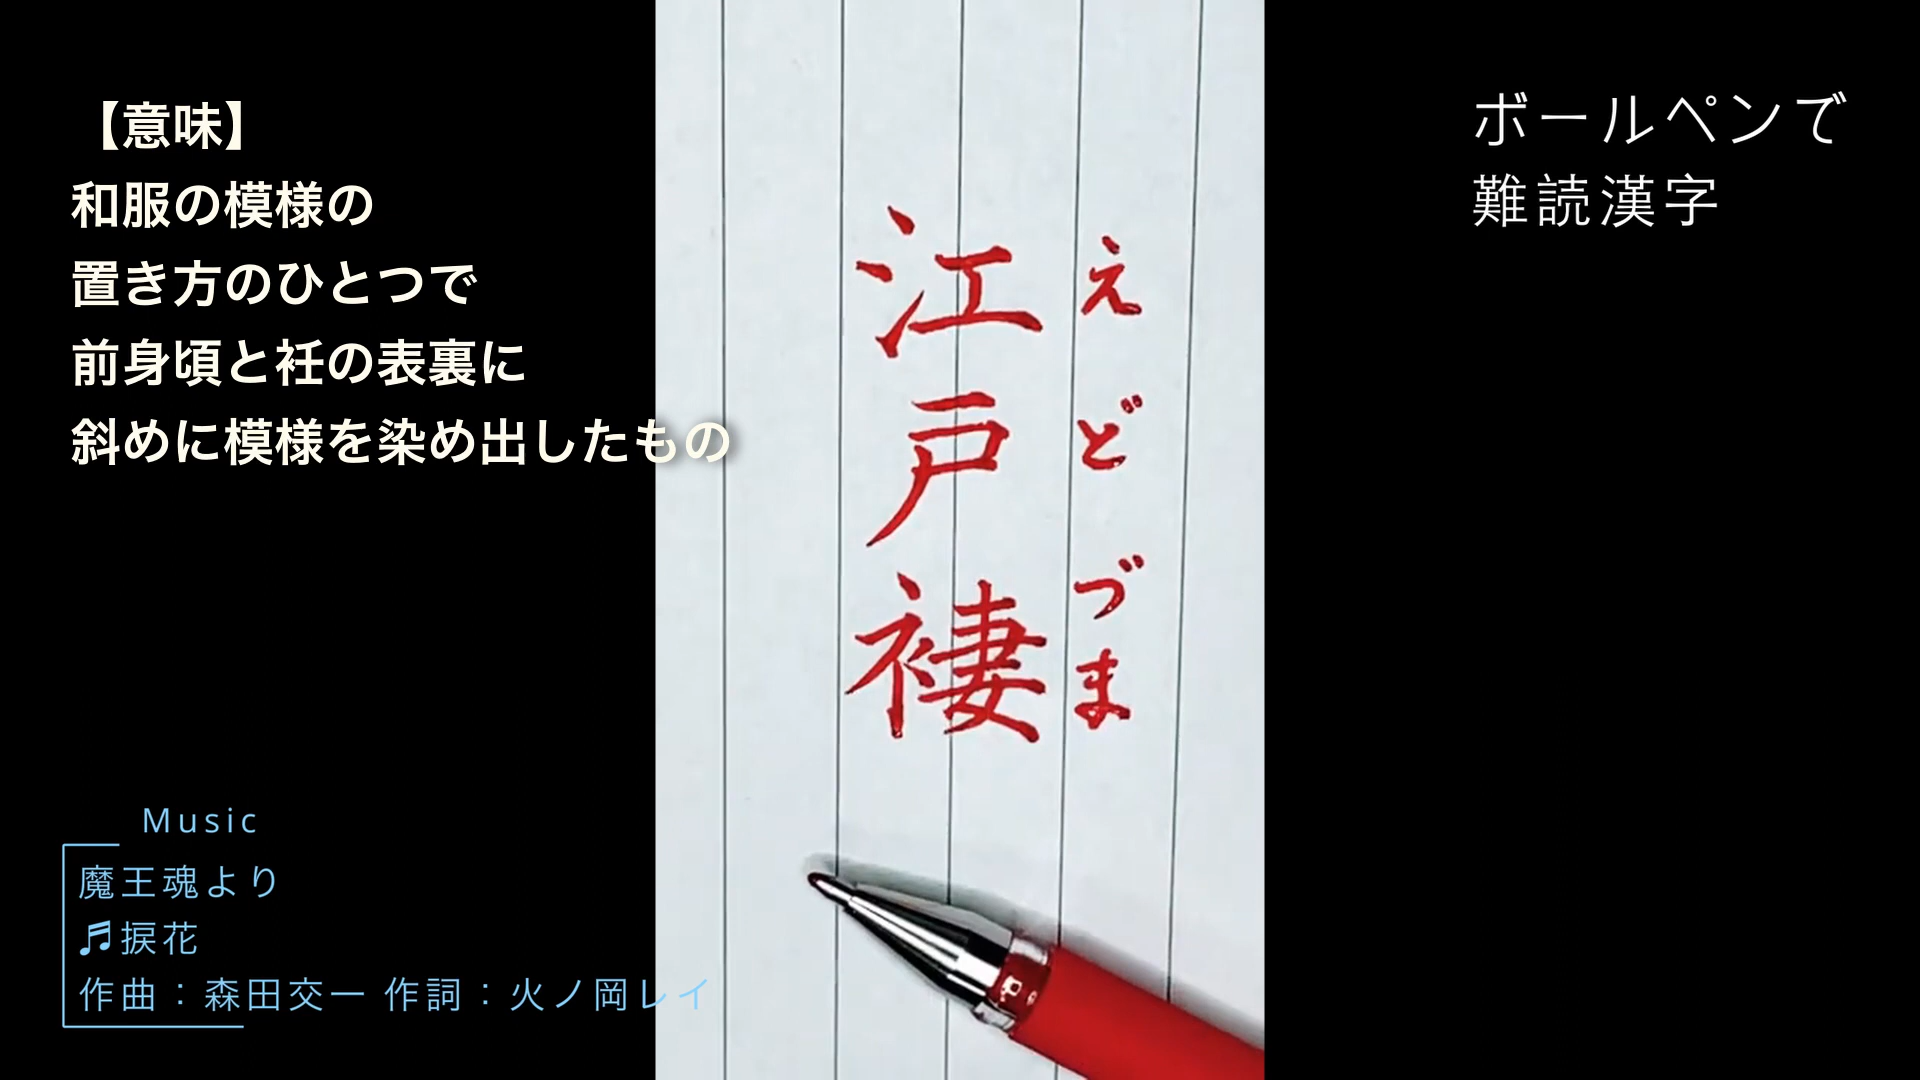 【意味】
和服の模様の
置き方のひとつで
前身頃と衽の表裏に
斜めに模様を染め出したもの
ボールペンで
難読漢字
江戸褄
えどづま
Music
魔王魂より
♬捩花
作曲：森田交一 作詞：火ノ岡レイ